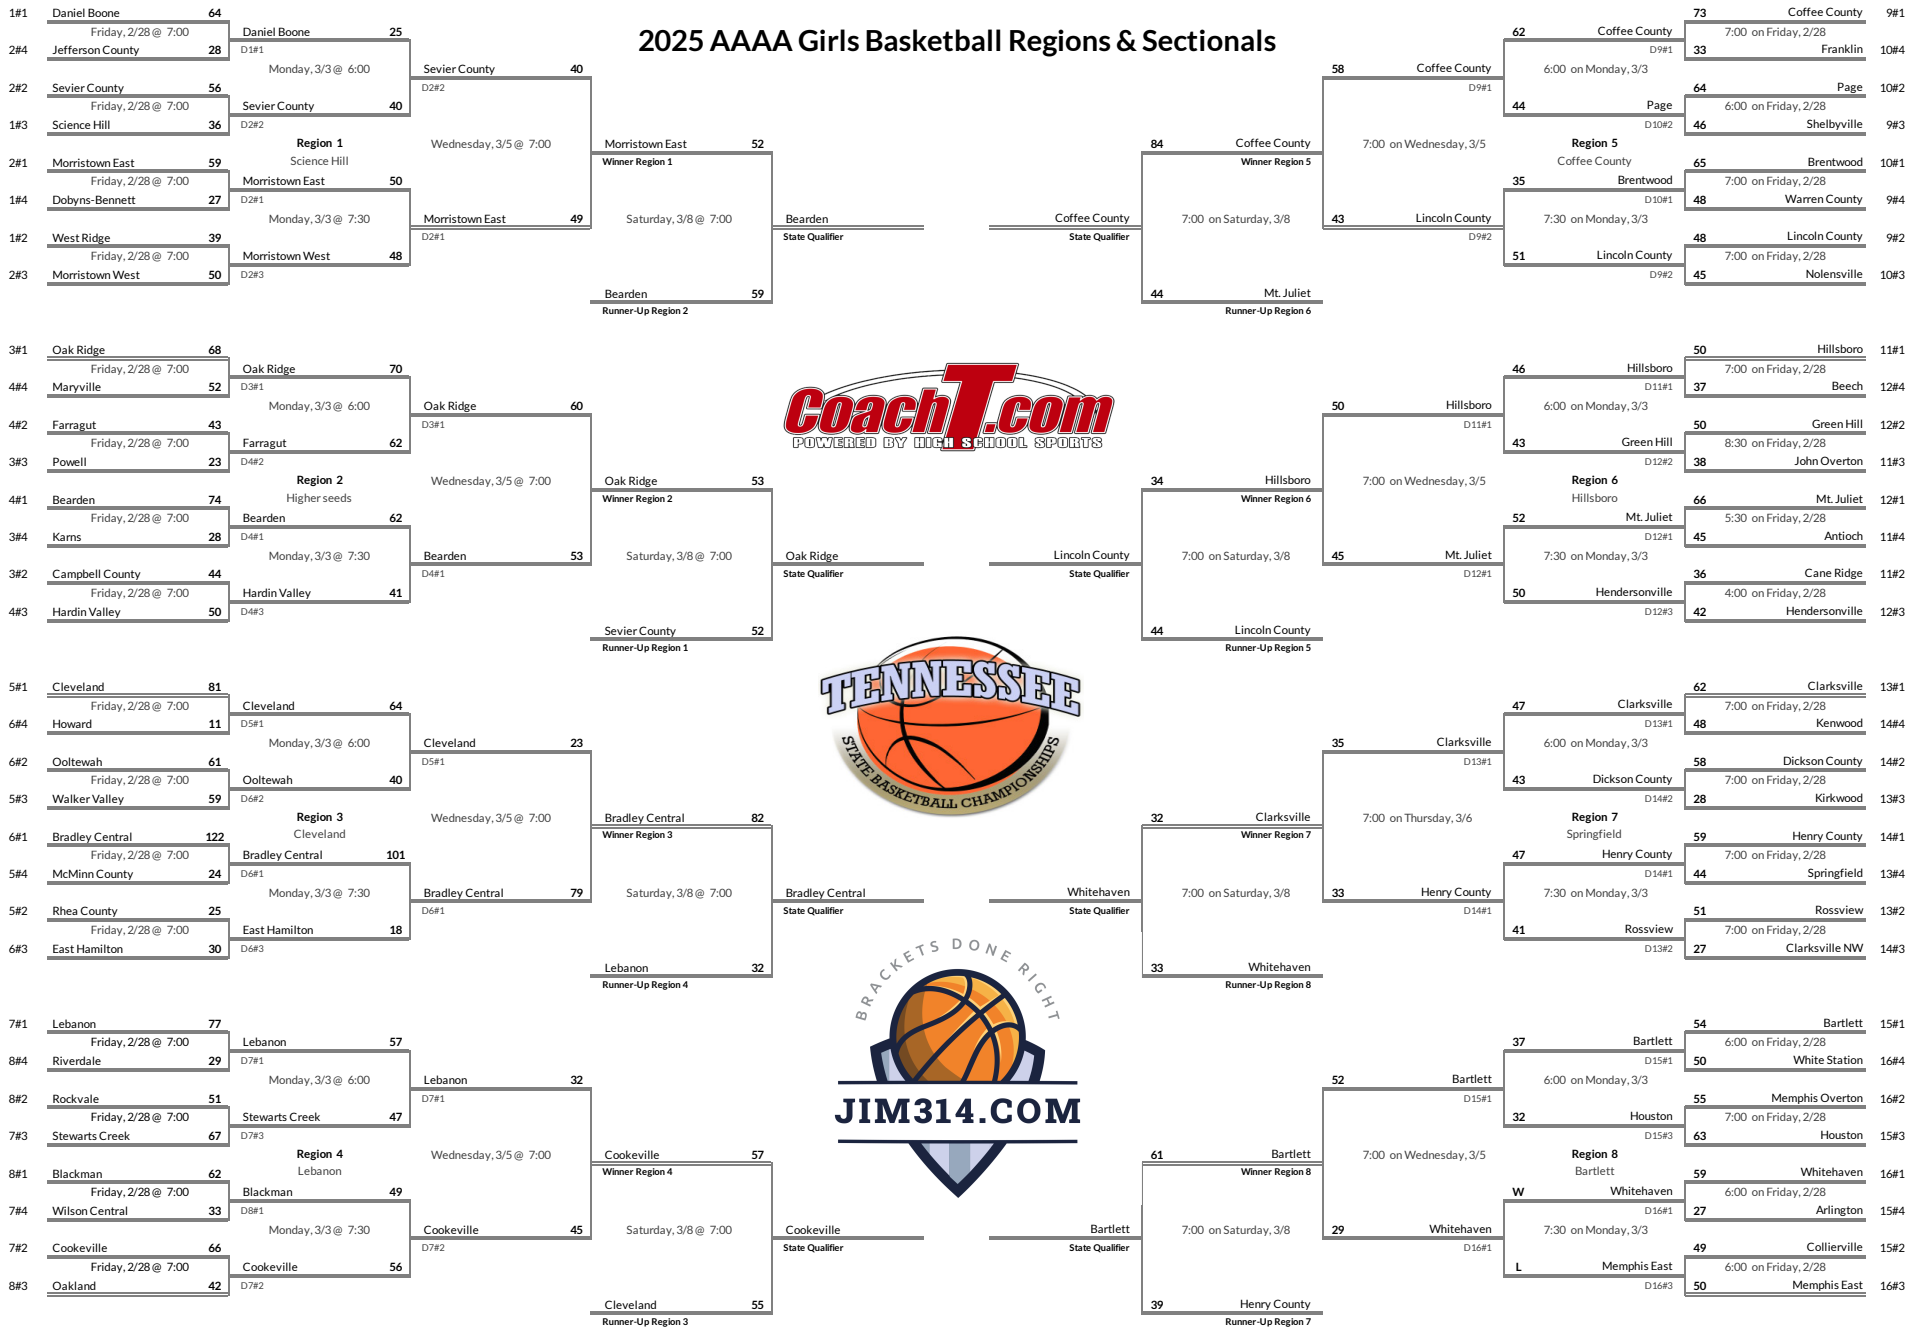 2025 AAAA Girls Basketball Regions & Sectionals
1#1 Daniel Boone 64
Friday, 2/28 @ 7:00
2#4 Jefferson County 28
Daniel Boone 25
D1#1
Monday, 3/3 @ 6:00
2#2 Sevier County 56
Friday, 2/28 @ 7:00
1#3 Science Hill 36
Sevier County 40
D2#2
Region 1
Science Hill
2#1 Morristown East 59
Friday, 2/28 @ 7:00
1#4 Dobyns-Bennett 27
Morristown East 50
D2#1
Monday, 3/3 @ 7:30
1#2 West Ridge 39
Friday, 2/28 @ 7:00
2#3 Morristown West 50
Morristown West 48
D2#3
Sevier County 40
D2#2
Wednesday, 3/5 @ 7:00
Morristown East 49
D2#1
Morristown East 52
Winner Region 1
Saturday, 3/8 @ 7:00
Bearden 59
Runner-Up Region 2
Bearden
State Qualifier
3#1 Oak Ridge 68
Friday, 2/28 @ 7:00
4#4 Maryville 52
Oak Ridge 70
D3#1
Monday, 3/3 @ 6:00
4#2 Farragut 43
Friday, 2/28 @ 7:00
3#3 Powell 23
Farragut 62
D4#2
Region 2
Higher seeds
4#1 Bearden 74
Friday, 2/28 @ 7:00
3#4 Karns 28
Bearden 62
D4#1
Monday, 3/3 @ 7:30
3#2 Campbell County 44
Friday, 2/28 @ 7:00
4#3 Hardin Valley 50
Hardin Valley 41
D4#3
Oak Ridge 60
D3#1
Wednesday, 3/5 @ 7:00
Bearden 53
D4#1
Oak Ridge 53
Winner Region 2
Saturday, 3/8 @ 7:00
Sevier County 52
Runner-Up Region 1
Oak Ridge
State Qualifier
5#1 Cleveland 81
Friday, 2/28 @ 7:00
6#4 Howard 11
Cleveland 64
D5#1
Monday, 3/3 @ 6:00
6#2 Ooltewah 61
Friday, 2/28 @ 7:00
5#3 Walker Valley 59
Ooltewah 40
D6#2
Region 3
Cleveland
6#1 Bradley Central 122
Friday, 2/28 @ 7:00
5#4 McMinn County 24
Bradley Central 101
D6#1
Monday, 3/3 @ 7:30
5#2 Rhea County 25
Friday, 2/28 @ 7:00
6#3 East Hamilton 30
East Hamilton 18
D6#3
Cleveland 23
D5#1
Wednesday, 3/5 @ 7:00
Bradley Central 79
D6#1
Bradley Central 82
Winner Region 3
Saturday, 3/8 @ 7:00
Lebanon 32
Runner-Up Region 4
Bradley Central
State Qualifier
7#1 Lebanon 77
Friday, 2/28 @ 7:00
8#4 Riverdale 29
Lebanon 57
D7#1
Monday, 3/3 @ 6:00
8#2 Rockvale 51
Friday, 2/28 @ 7:00
7#3 Stewarts Creek 67
Stewarts Creek 47
D7#3
Region 4
Lebanon
8#1 Blackman 62
Friday, 2/28 @ 7:00
7#4 Wilson Central 33
Blackman 49
D8#1
Monday, 3/3 @ 7:30
7#2 Cookeville 66
Friday, 2/28 @ 7:00
8#3 Oakland 42
Cookeville 56
D7#2
Lebanon 32
D7#1
Wednesday, 3/5 @ 7:00
Cookeville 45
D7#2
Cookeville 57
Winner Region 4
Saturday, 3/8 @ 7:00
Cleveland 55
Runner-Up Region 3
Cookeville
State Qualifier
CoachT.com
POWERED BY HIGH SCHOOL SPORTS
TENNESSEE
STATE BASKETBALL CHAMPIONSHIPS
BRACKETS DONE RIGHT
JIM314.COM
73 Coffee County 9#1
7:00 on Friday, 2/28
33 Franklin 10#4
62 Coffee County
D9#1
6:00 on Monday, 3/3
64 Page 10#2
6:00 on Friday, 2/28
46 Shelbyville 9#3
44 Page
D10#2
Region 5
Coffee County
65 Brentwood 10#1
7:00 on Friday, 2/28
48 Warren County 9#4
35 Brentwood
D10#1
7:30 on Monday, 3/3
48 Lincoln County 9#2
7:00 on Friday, 2/28
45 Nolensville 10#3
51 Lincoln County
D9#2
58 Coffee County
D9#1
7:00 on Wednesday, 3/5
43 Lincoln County
D9#2
84 Coffee County
Winner Region 5
7:00 on Saturday, 3/8
44 Mt. Juliet
Runner-Up Region 6
Coffee County
State Qualifier
50 Hillsboro 11#1
7:00 on Friday, 2/28
37 Beech 12#4
46 Hillsboro
D11#1
6:00 on Monday, 3/3
50 Green Hill 12#2
8:30 on Friday, 2/28
38 John Overton 11#3
43 Green Hill
D12#2
Region 6
Hillsboro
66 Mt. Juliet 12#1
5:30 on Friday, 2/28
45 Antioch 11#4
52 Mt. Juliet
D12#1
7:30 on Monday, 3/3
36 Cane Ridge 11#2
4:00 on Friday, 2/28
42 Hendersonville 12#3
50 Hendersonville
D12#3
50 Hillsboro
D11#1
7:00 on Wednesday, 3/5
45 Mt. Juliet
D12#1
34 Hillsboro
Winner Region 6
7:00 on Saturday, 3/8
44 Lincoln County
Runner-Up Region 5
Lincoln County
State Qualifier
62 Clarksville 13#1
7:00 on Friday, 2/28
48 Kenwood 14#4
47 Clarksville
D13#1
6:00 on Monday, 3/3
58 Dickson County 14#2
7:00 on Friday, 2/28
28 Kirkwood 13#3
43 Dickson County
D14#2
Region 7
Springfield
59 Henry County 14#1
7:00 on Friday, 2/28
44 Springfield 13#4
47 Henry County
D14#1
7:30 on Monday, 3/3
51 Rossview 13#2
7:00 on Friday, 2/28
27 Clarksville NW 14#3
41 Rossview
D13#2
35 Clarksville
D13#1
7:00 on Thursday, 3/6
33 Henry County
D14#1
32 Clarksville
Winner Region 7
7:00 on Saturday, 3/8
33 Whitehaven
Runner-Up Region 8
Whitehaven
State Qualifier
54 Bartlett 15#1
6:00 on Friday, 2/28
50 White Station 16#4
37 Bartlett
D15#1
6:00 on Monday, 3/3
55 Memphis Overton 16#2
7:00 on Friday, 2/28
63 Houston 15#3
32 Houston
D15#3
Region 8
Bartlett
59 Whitehaven 16#1
6:00 on Friday, 2/28
27 Arlington 15#4
W Whitehaven
D16#1
7:30 on Monday, 3/3
49 Collierville 15#2
6:00 on Friday, 2/28
50 Memphis East 16#3
L Memphis East
D16#3
52 Bartlett
D15#1
7:00 on Wednesday, 3/5
29 Whitehaven
D16#1
61 Bartlett
Winner Region 8
7:00 on Saturday, 3/8
39 Henry County
Runner-Up Region 7
Bartlett
State Qualifier